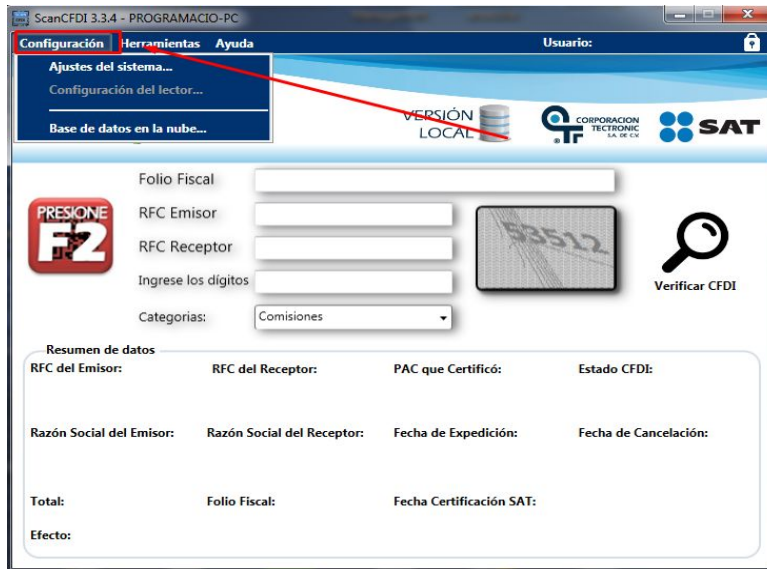 ScanCFDI 3.3.4 - PROGRAMACIO-PC
Configuración Herramientas Ayuda Usuario:
Ajustes del sistema...
Configuración del lector...
Base de datos en la nube...
VERSIÓN
LOCAL
CORPORACION
TECTRONIC
S.A. DE C.V.
SAT
Folio Fiscal
PRESIONE
F2
RFC Emisor
RFC Receptor
Ingrese los dígitos
53512
Verificar CFDI
Categorias: Comisiones
Resumen de datos
RFC del Emisor: RFC del Receptor: PAC que Certificó: Estado CFDI:
Razón Social del Emisor: Razón Social del Receptor: Fecha de Expedición: Fecha de Cancelación:
Total: Folio Fiscal: Fecha Certificación SAT:
Efecto: